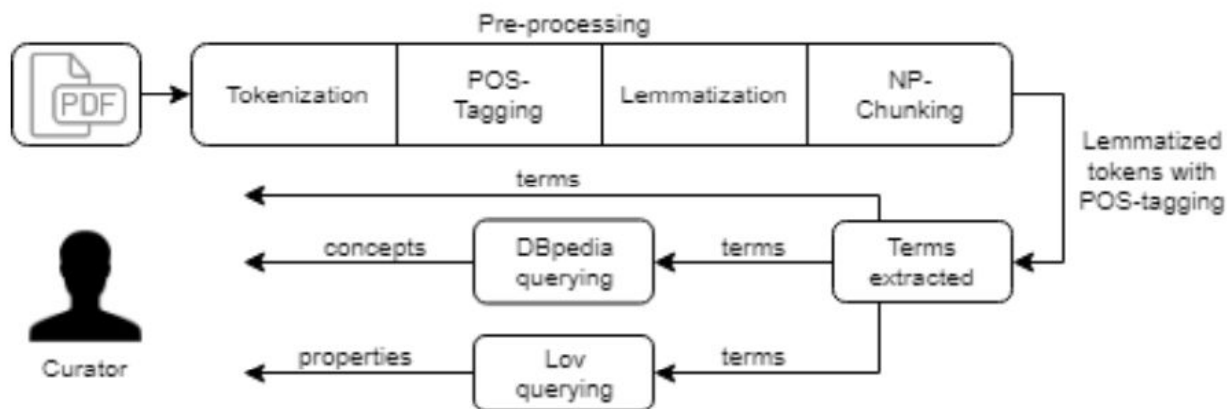 Pre-processing
PDF
Tokenization
POS-
Tagging
Lemmatization
NP-
Chunking
Lemmatized
tokens with
POS-tagging
terms
concepts
DBpedia
querying
terms
Terms
extracted
Curator
properties
Lov
querying
terms